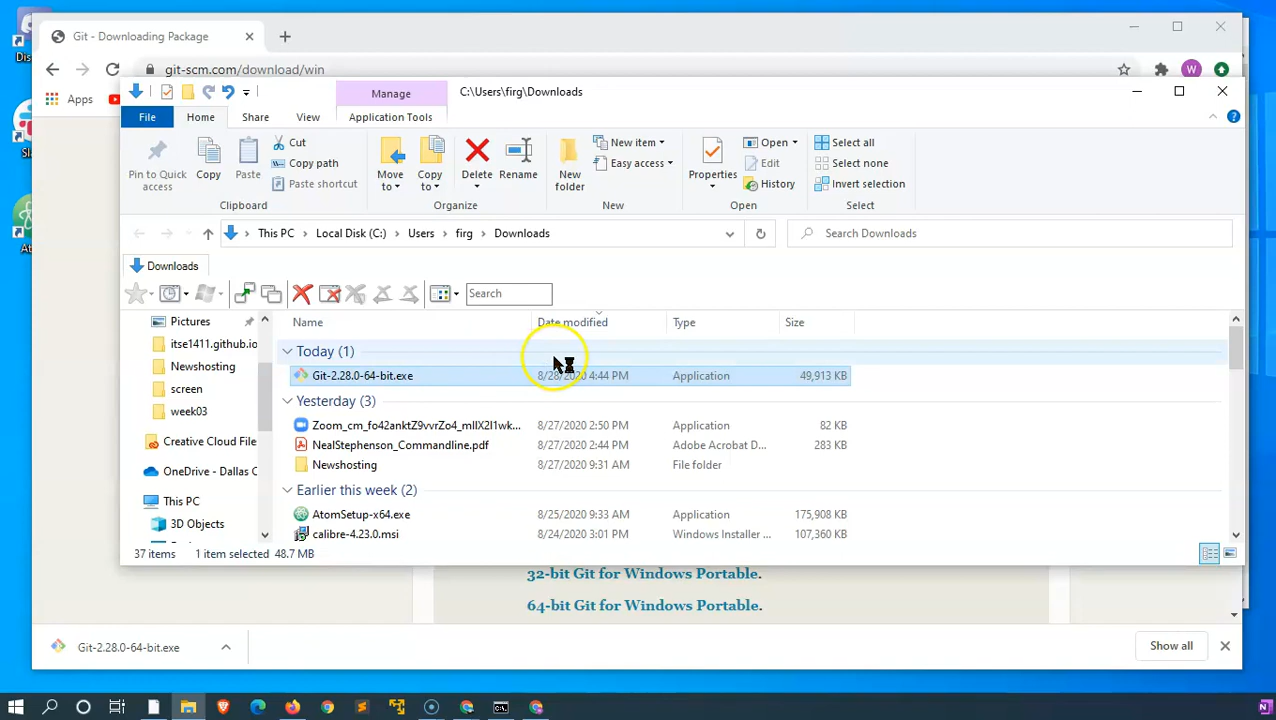 Dis
Git - Downloading Package
git-scm.com/download/win
W
Apps
Manage
C:\Users\firg\Downloads
File
Home
Share
View
Application Tools
Pin to Quick access
Copy
Paste
Cut
Copy path
Paste shortcut
Clipboard
Move to
Copy to
Delete
Rename
Organize
New folder
New item
Easy access
New
Properties
Open
Edit
History
Open
Select all
Select none
Invert selection
Select
This PC
Local Disk (C:)
Users
firg
Downloads
Search Downloads
Downloads
Search
Name
Date modified
Type
Size
Pictures
itse1411.github.io
Newshosting
screen
week03
Creative Cloud File
OneDrive - Dallas C
This PC
3D Objects
Today (1)
Git-2.28.0-64-bit.exe 8/28/2020 4:44 PM Application 49,913 KB
Yesterday (3)
8/27/2020 2:50 PM Application 82 KB
NealStephenson_Commandline.pdf 8/27/2020 2:44 PM Adobe Acrobat D... 283 KB
Newshosting 8/27/2020 9:31 AM File folder
Earlier this week (2)
AtomSetup-x64.exe 8/25/2020 9:33 AM Application 175,908 KB
calibre-4.23.0.msi 8/24/2020 3:01 PM Windows Installer ... 107,360 KB
37 items 1 item selected 48.7 MB
32-bit Git for Windows Portable.
64-bit Git for Windows Portable.
Git-2.28.0-64-bit.exe
Show all